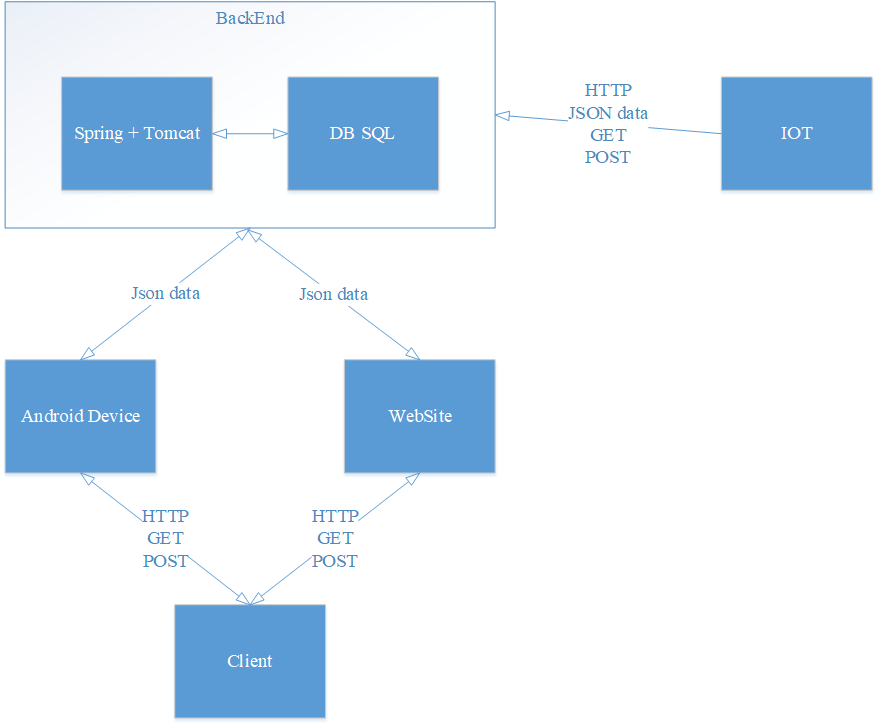 BackEnd
Spring + Tomcat
DB SQL
HTTP
JSON data
GET
POST
IOT
Json data
Json data
Android Device
WebSite
HTTP
GET
POST
HTTP
GET
POST
Client